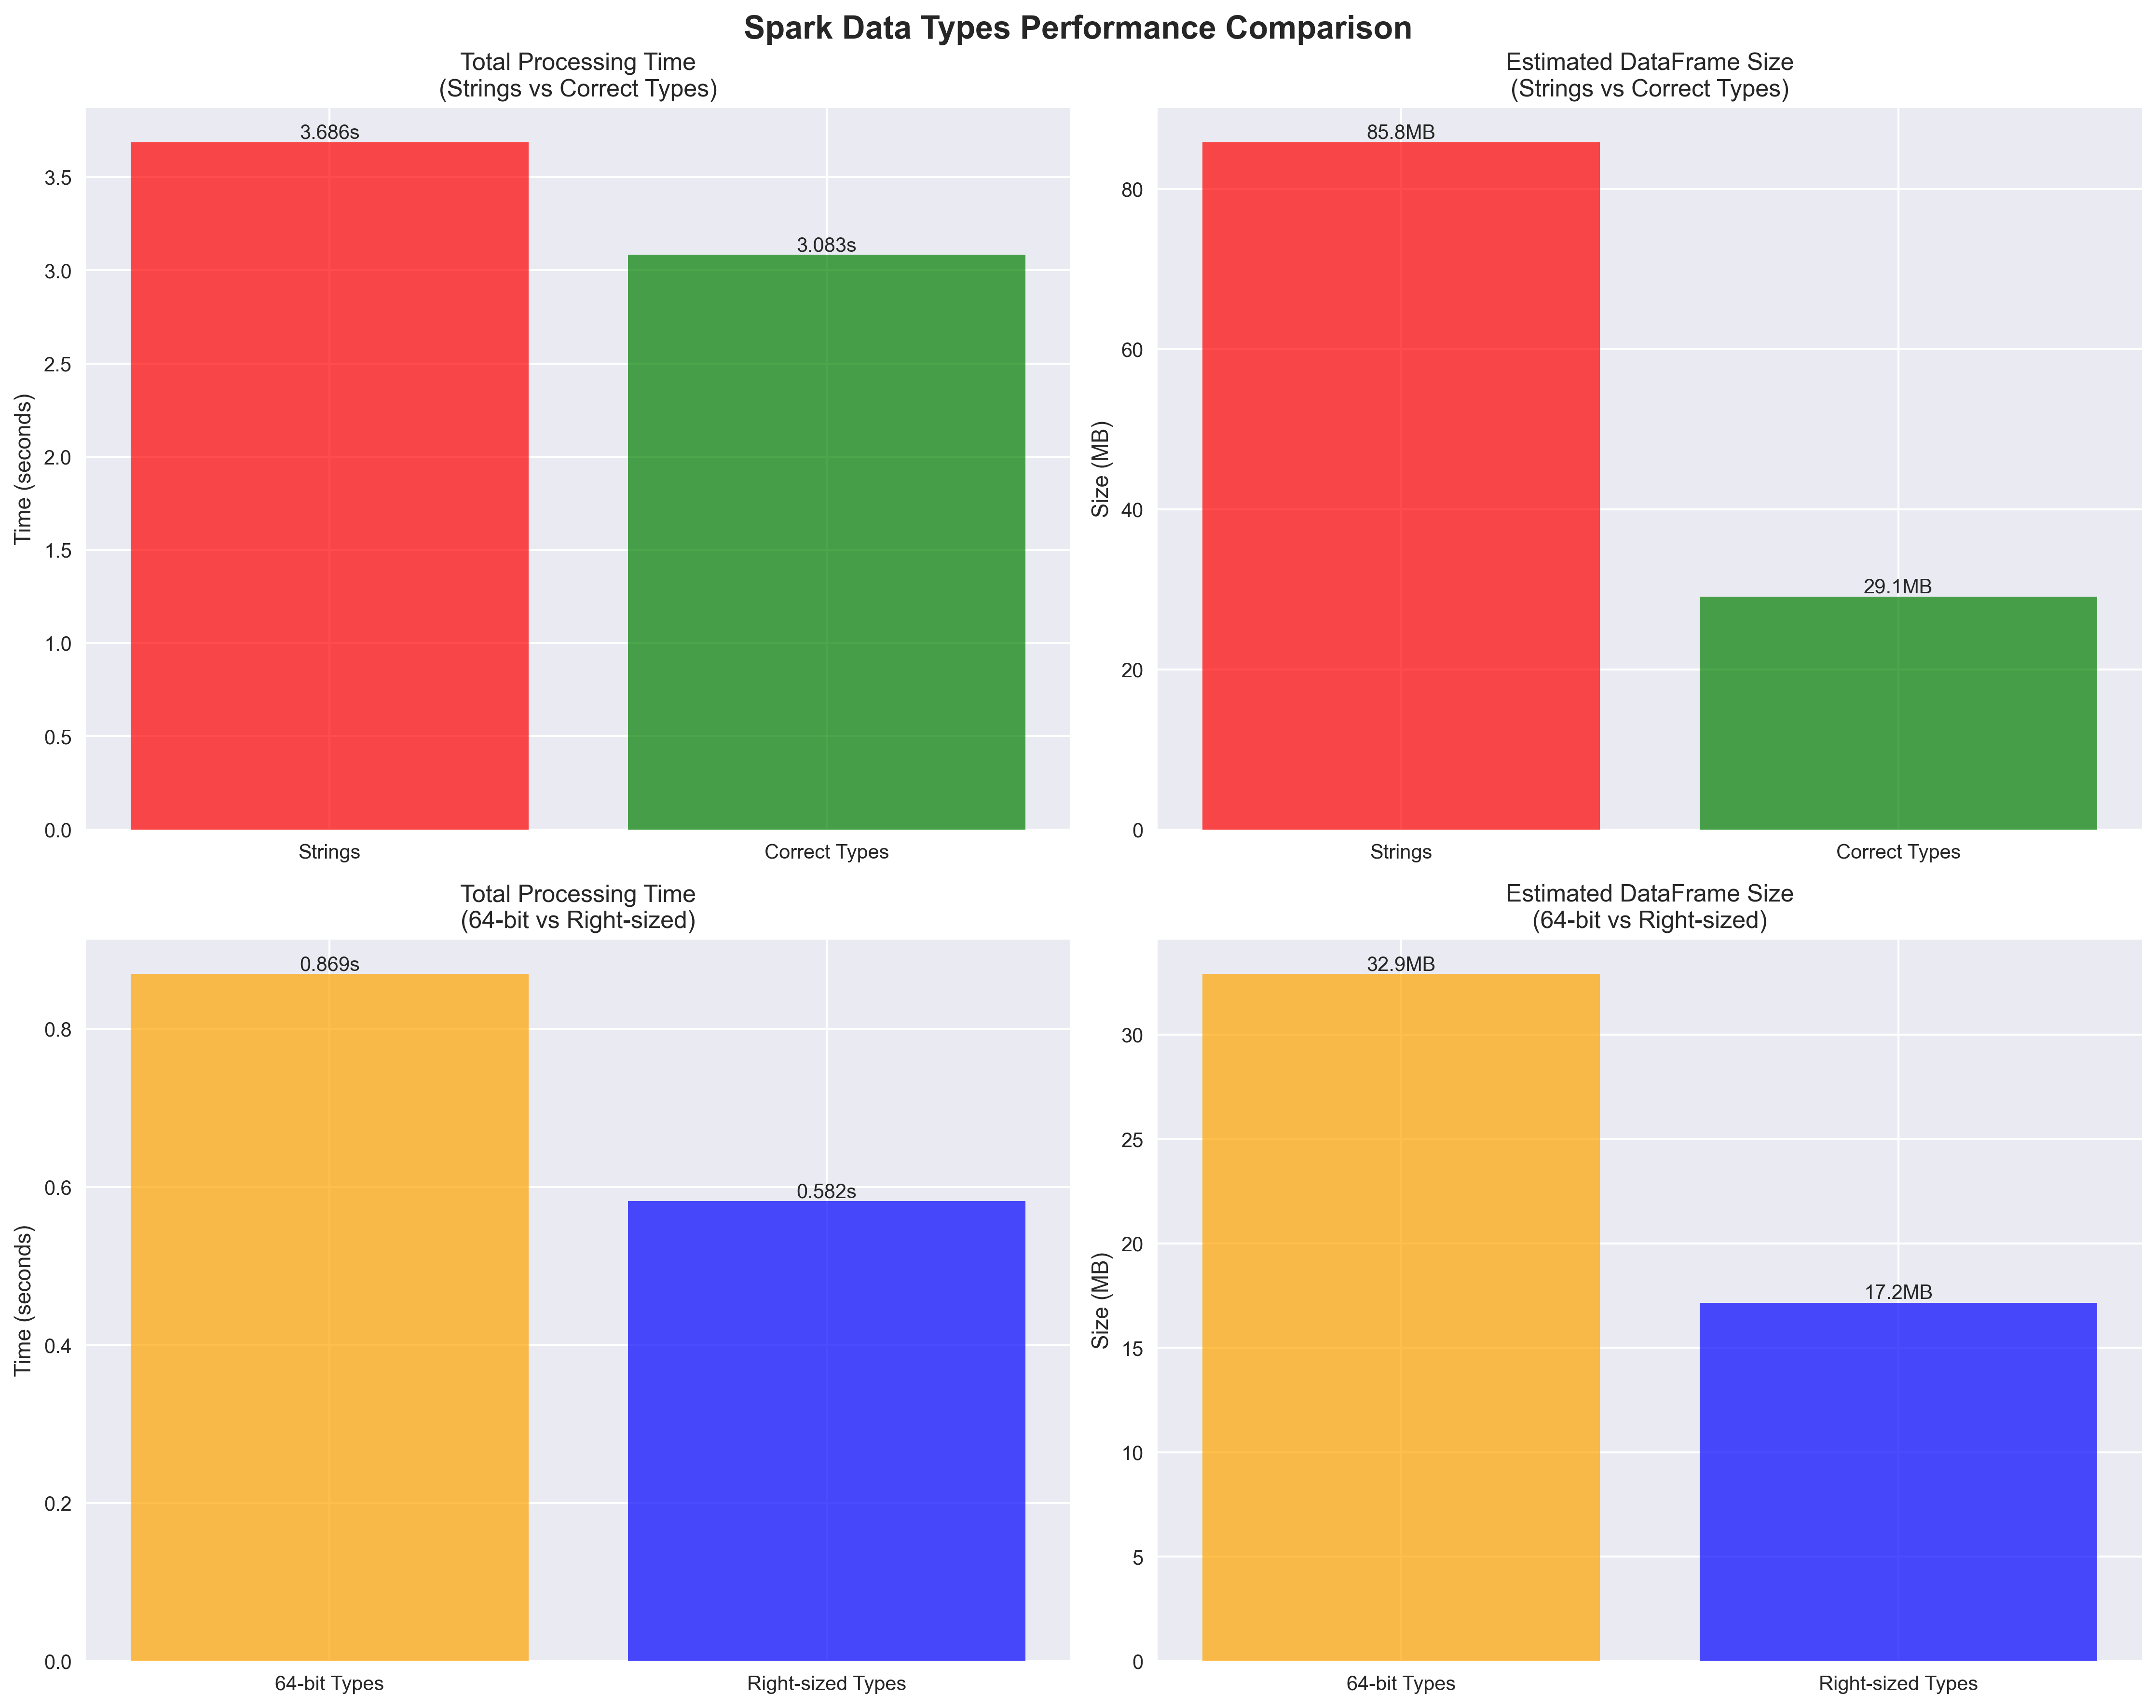 Spark Data Types Performance Comparison
Total Processing Time
(Strings vs Correct Types)
3.686s
3.083s
3.5
3.0
2.5
2.0
1.5
1.0
0.5
0.0
Time (seconds)
Strings
Correct Types
Estimated DataFrame Size
(Strings vs Correct Types)
85.8MB
29.1MB
80
60
40
20
0
Size (MB)
Strings
Correct Types
Total Processing Time
(64-bit vs Right-sized)
0.869s
0.582s
0.8
0.6
0.4
0.2
0.0
Time (seconds)
64-bit Types
Right-sized Types
Estimated DataFrame Size
(64-bit vs Right-sized)
32.9MB
17.2MB
30
25
20
15
10
5
0
Size (MB)
64-bit Types
Right-sized Types